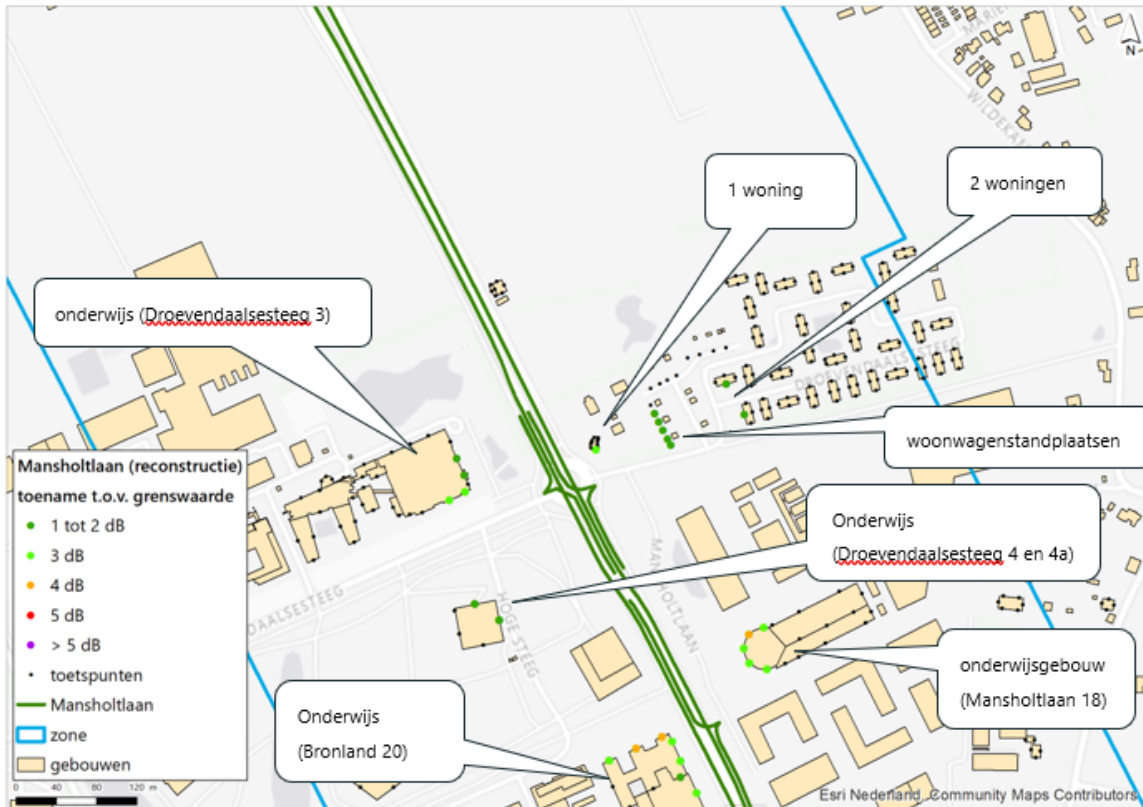 MARIË
N
WILDEKA
1 woning
2 woningen
onderwijs (Droevendaalsesteeg 3)
DROEVENDAALSESTEEG
woonwagenstandplaatsen
Mansholtlaan (reconstructie)
toename t.o.v. grenswaarde
1 tot 2 dB
3 dB
4 dB
5 dB
> 5 dB
toetspunten
Mansholtlaan
zone
gebouwen
0 40 80 120 m
Onderwijs
(Droevendaalsesteeg 4 en 4a)
MANSHOLTLAAN
HOGE STEEG
DAALSESTEEG
onderwijsgebouw
(Mansholtlaan 18)
Onderwijs
(Bronland 20)
Esri Nederland, Community Maps Contributors